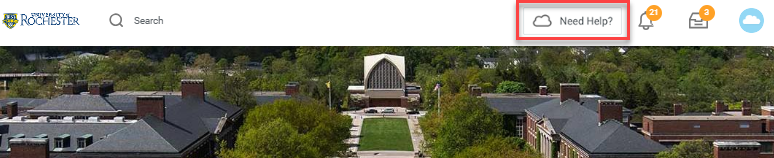 UNIVERSITY of
ROCHESTER
Search
Need Help?
21
3